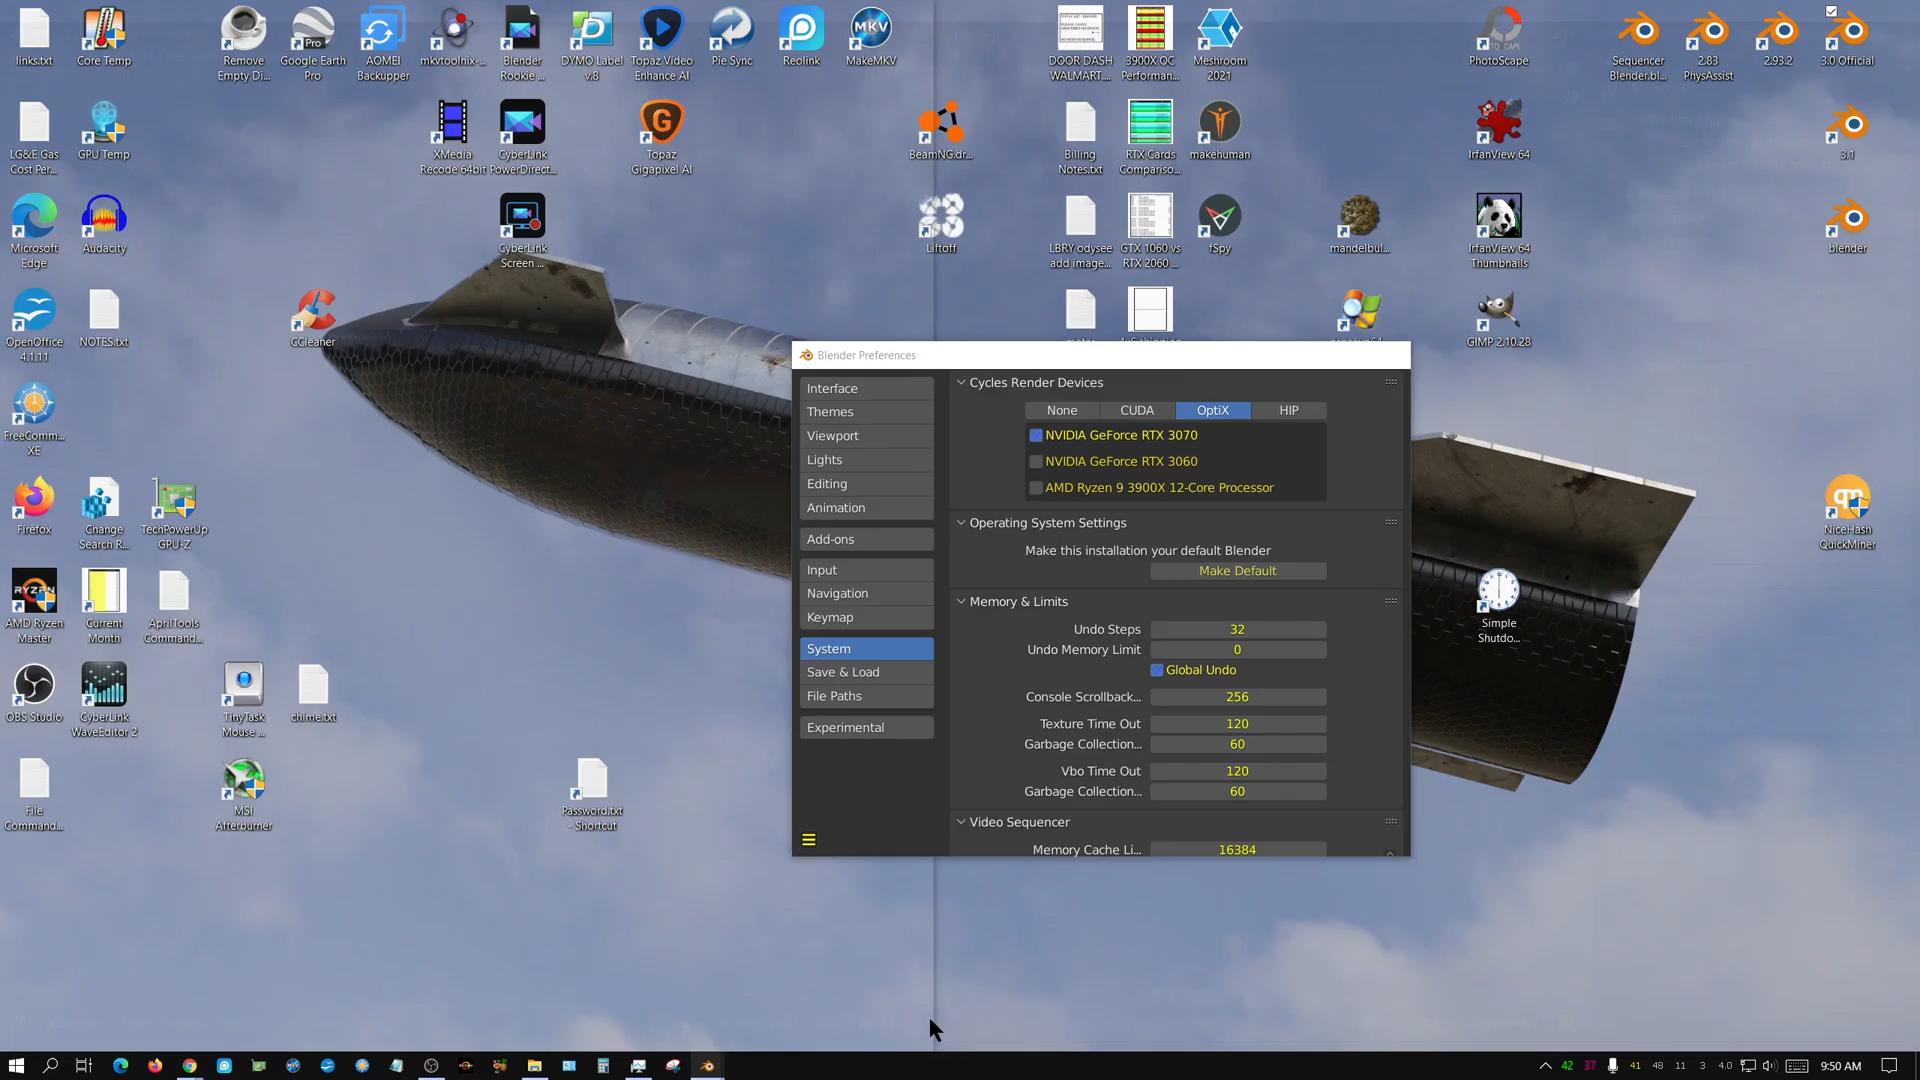 links.txt
Core Temp
Remove
Empty Di...
Google Earth
Pro
AOMEI
Backupper
mkvtoolnix-...
Blender
Rookie ...
DYMO Label
v.8
Topaz Video
Enhance AI
Pie Sync
Reolink
MakeMKV
DOOR DASH
WALMART....
3900X OC
Performan...
Meshroom
2021
PhotoScape
Sequencer
Blender.bl...
2.83
PhysAssist
2.93.2
3.0 Official
LG&E Gas
Cost Per...
GPU Temp
XMedia
Recode 64bit
CyberLink
PowerDirect...
Topaz
Gigapixel AI
BeamNG.dr...
Billing
Notes.txt
RTX Cards
Compariso...
makehuman
IrfanView 64
3.1
Microsoft
Edge
Audacity
CyberLink
Screen ...
Liftoff
LBRY odysee
add image...
GTX 1060 vs
RTX 2060 ...
fSpy
mandelbul...
IrfanView 64
Thumbnails
blender
OpenOffice
4.1.11
NOTES.txt
CCleaner
GIMP 2.10.28
FreeComm...
XE
Firefox
Change
Search R...
TechPowerUp
GPU-Z
NiceHash
QuickMiner
AMD Ryzen
Master
Current
Month
AprilTools
Command...
Simple
Shutdo...
OBS Studio
CyberLink
WaveEditor 2
TinyTask
Mouse ...
chime.txt
File
Command...
MSI
Afterburner
Password.txt
- Shortcut
Blender Preferences
Interface
Themes
Viewport
Lights
Editing
Animation
Add-ons
Input
Navigation
Keymap
System
Save & Load
File Paths
Experimental
Cycles Render Devices
None
CUDA
OptiX
HIP
NVIDIA GeForce RTX 3070
NVIDIA GeForce RTX 3060
AMD Ryzen 9 3900X 12-Core Processor
Operating System Settings
Make this installation your default Blender
Make Default
Memory & Limits
Undo Steps 32
Undo Memory Limit 0
Global Undo
Console Scrollback... 256
Texture Time Out 120
Garbage Collection... 60
Vbo Time Out 120
Garbage Collection... 60
Video Sequencer
Memory Cache Li... 16384
42 37 41 48 11 3 4.0 9:50 AM